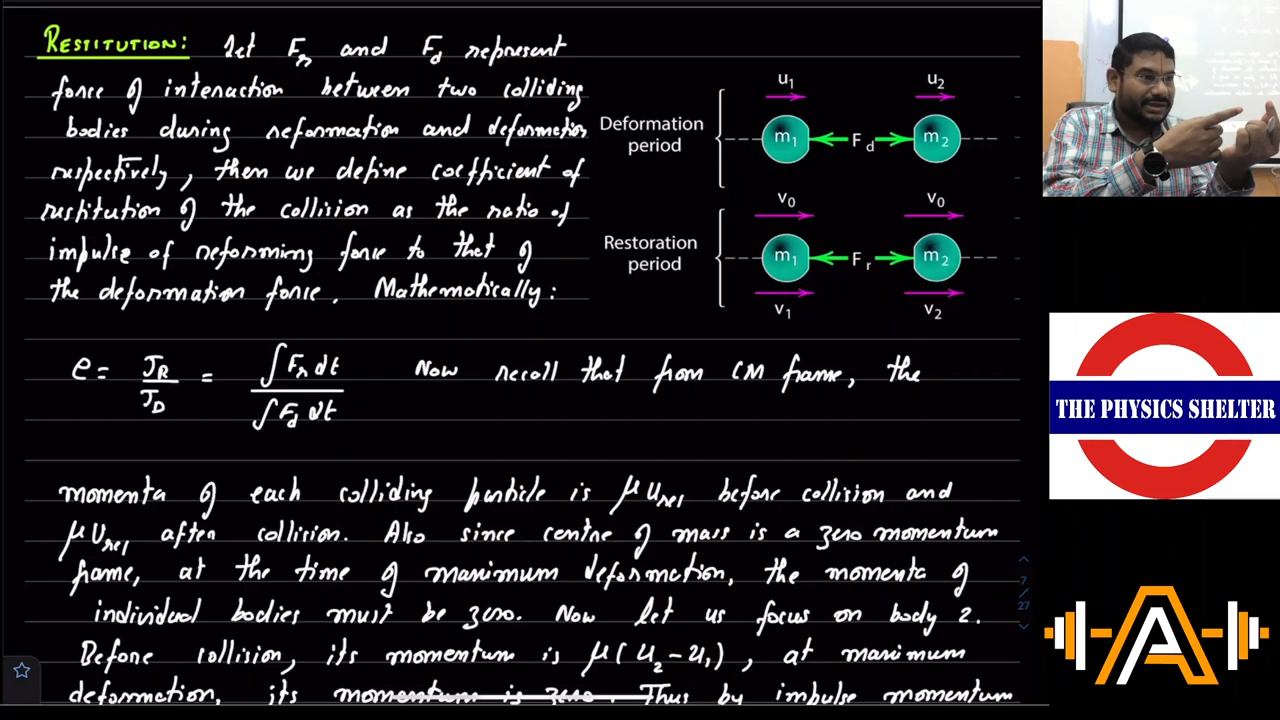 RESTITUTION: Let Fr and Fd represent
force of interaction between two colliding
bodies during reformation and deformation
respectively, then we define coefficient of
restitution of the collision as the ratio of
impulse of reforming force to that of
the deformation force. Mathematically:
Deformation
period
u1 u2
m1 Fd m2
Restoration
period
v0 v0
m1 Fr m2
v1 v2
e = JR/JD = ∫Fr dt / ∫Fd dt Now recall that from CM frame, the
momenta of each colliding particle is μ urel before collision and
μ vrel after collision. Also since centre of mass is a zero momentum
frame, at the time of maximum deformation, the momenta of
individual bodies must be zero. Now let us focus on body 2.
Before collision, its momentum is μ(u2-u1), at maximum
deformation, its momentum is zero. Thus by impulse momentum
7
/
27
THE PHYSICS SHELTER